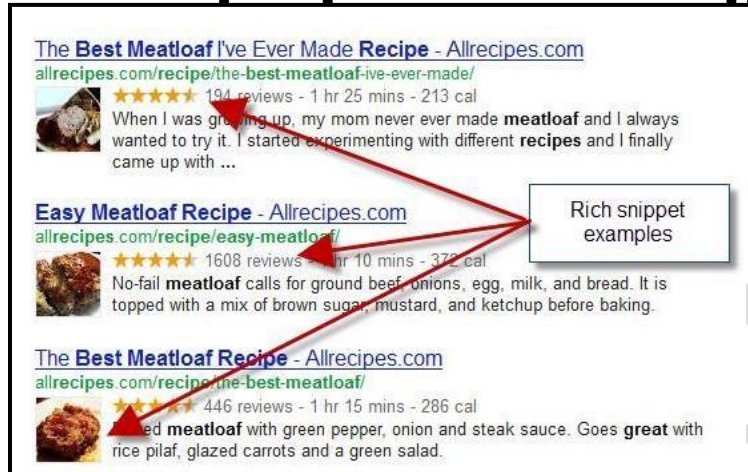 The Best Meatloaf I've Ever Made Recipe - Allrecipes.com
allrecipes.com/recipe/the-best-meatloaf-ive-ever-made/
194 reviews - 1 hr 25 mins - 213 cal
When I was growing up, my mom never ever made meatloaf and I always
wanted to try it. I started experimenting with different recipes and I finally
came up with ...
Easy Meatloaf Recipe - Allrecipes.com
allrecipes.com/recipe/easy-meatloaf/
1608 reviews - 1 hr 10 mins - 372 cal
No-fail meatloaf calls for ground beef, onions, egg, milk, and bread. It is
topped with a mix of brown sugar, mustard, and ketchup before baking.
Rich snippet
examples
The Best Meatloaf Recipe - Allrecipes.com
allrecipes.com/recipe/the-best-meatloaf/
446 reviews - 1 hr 15 mins - 286 cal
meatloaf with green pepper, onion and steak sauce. Goes great with
rice pilaf, glazed carrots and a green salad.